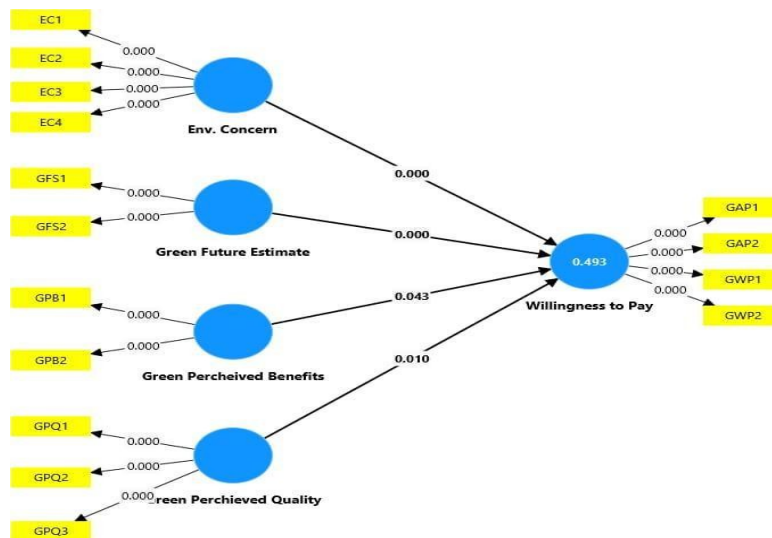 EC1
0.000
EC2
0.000
EC3
0.000
EC4
0.000
Env. Concern
0.000
GFS1
0.000
GFS2
0.000
Green Future Estimate
0.000
GPB1
0.000
GPB2
0.000
Green Percheived Benefits
0.043
GPQ1
0.000
GPQ2
0.000
GPQ3
0.000
reen Perchieved Quality
0.010
0.493
Willingness to Pay
GAP1
0.000
GAP2
0.000
GWP1
0.000
GWP2
0.000